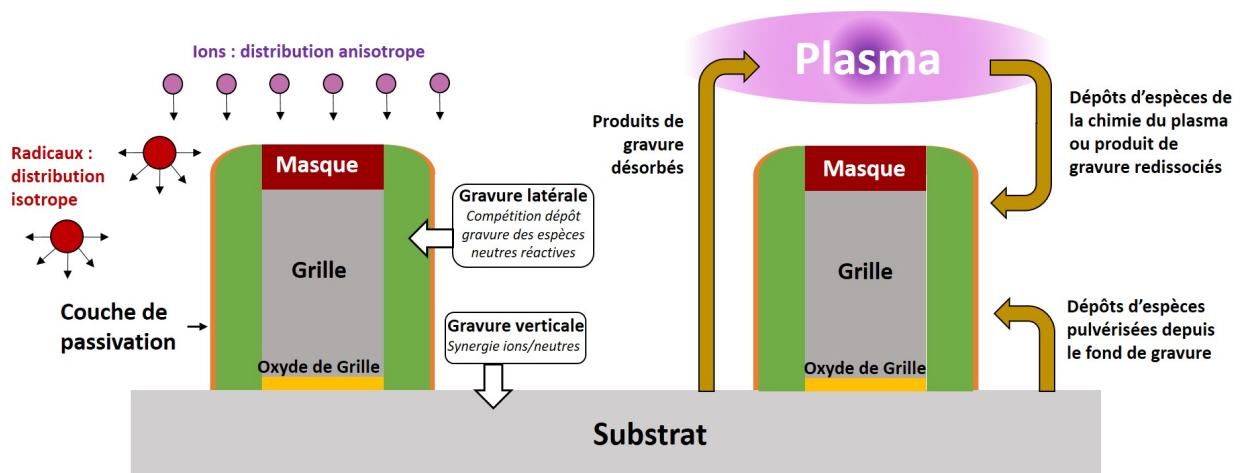 Ions : distribution anisotrope
Radicaux :
distribution
isotrope
Masque
Gravure latérale
Compétition dépôt
gravure des espèces
neutres réactives
Grille
Couche de
passivation
Gravure verticale
Synergie ions/neutres
Oxyde de Grille
Plasma
Produits de
gravure
désorbés
Dépôts d’espèces de
la chimie du plasma
ou produit de
gravure redissociés
Masque
Grille
Dépôts d’espèces
pulvérisées depuis
le fond de gravure
Oxyde de Grille
Substrat